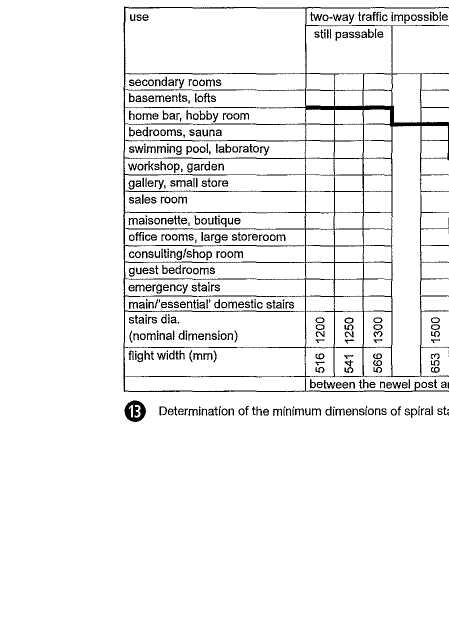 use
two-way traffic impossible
still passable
secondary rooms
basements, lofts
home bar, hobby room
bedrooms, sauna
swimming pool, laboratory
workshop, garden
gallery, small store
sales room
maisonette, boutique
office rooms, large storeroom
consulting/shop room
guest bedrooms
emergency stairs
main/'essential' domestic stairs
stairs dia.
(nominal dimension) 1200 1250 1300 1500
flight width (mm) 516 541 566 653
between the newel post
13 Determination of the minimum dimensions of spiral